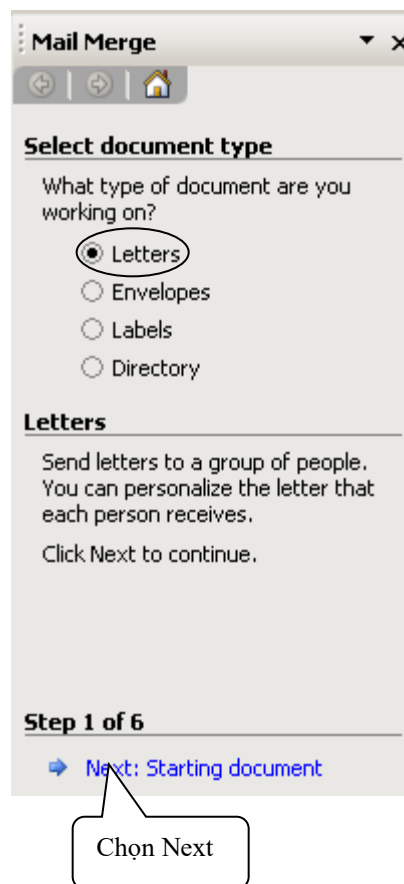 Mail Merge
Select document type
What type of document are you
working on?
Letters
Envelopes
Labels
Directory
Letters
Send letters to a group of people.
You can personalize the letter that
each person receives.
Click Next to continue.
Step 1 of 6
Next: Starting document
Chọn Next